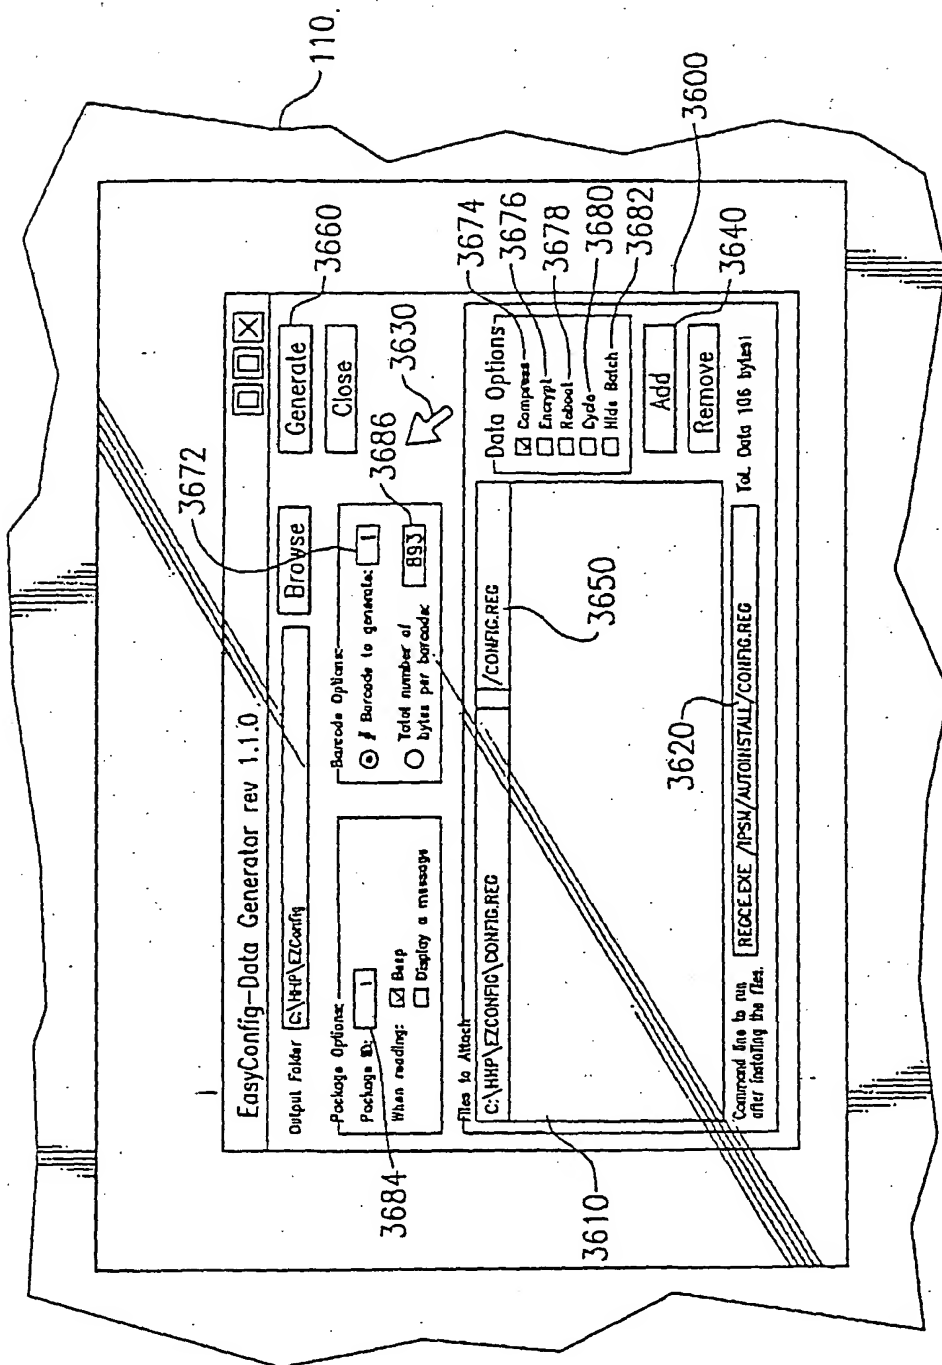 110.
3600
EasyConfig-Data Generator rev 1.1.0
Output Folder C:\HHP\EZConfig Browse Generate
3660
Close
3672
3686
3630
Package Options:
Package ID: 1
When reading: Beep
Display a message
3684
Barcode Options:
# Barcode to generate: 1
Total number of
bytes per barcode: 893
Files to Attach
C:\HHP\EZCONFIG\CONFIG.REG /CONFIG.REG
3650
3610
Data Options
Compress
Encrypt
Reboot
Cycle
Hide Batch
3674
3676
3678
3680
3682
3640
Add
Remove
3620
Command line to run
after installing the files.
REGCE.EXE /IPSM/AUTOINSTALL/CONFIG.REG
Tot. Data 106 bytes